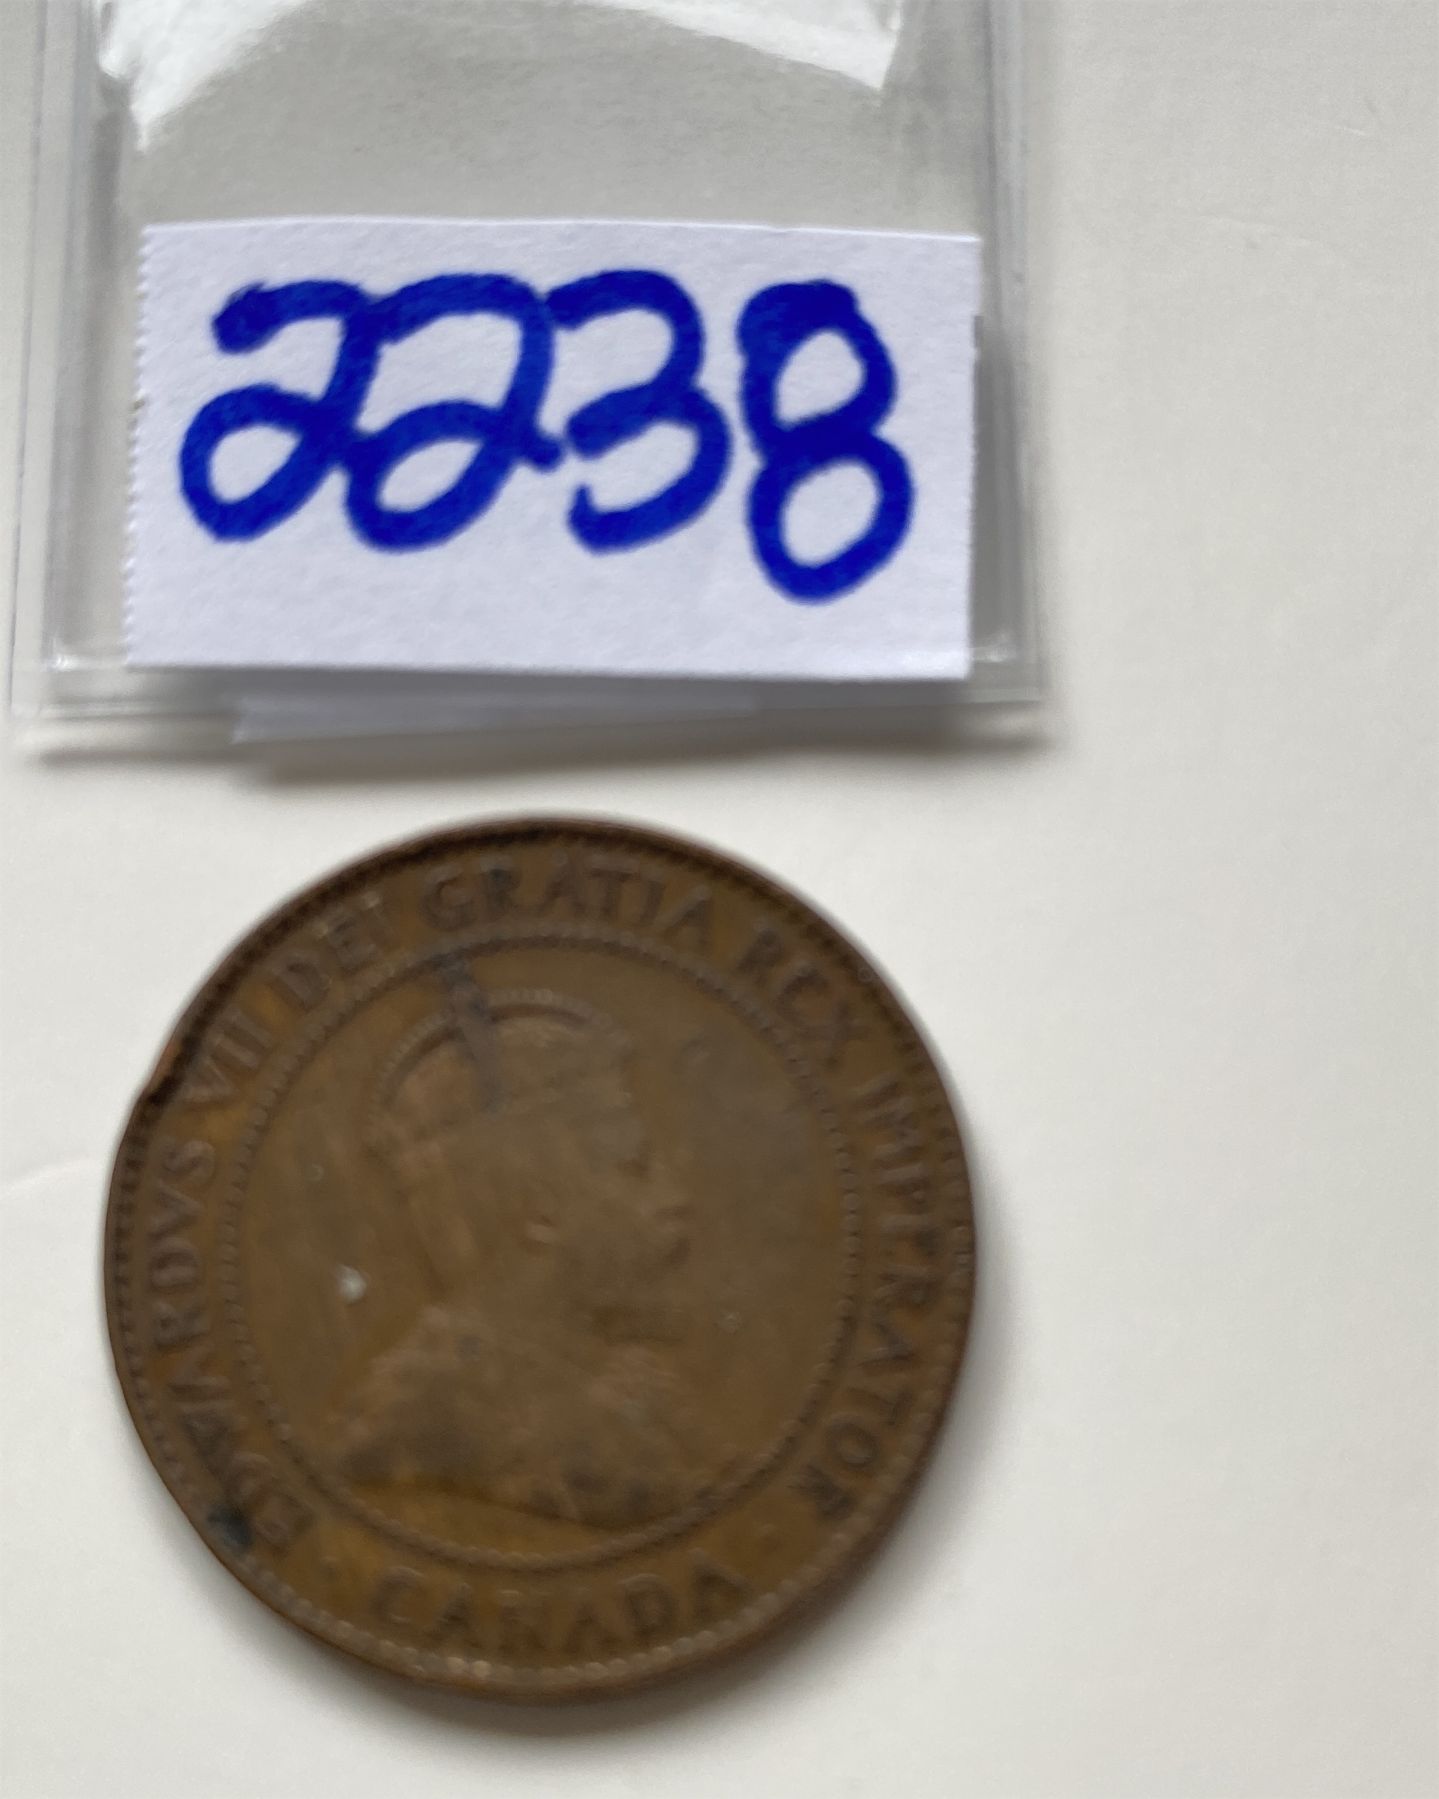 2238
EDWARDVS VII DEI GRATIA REX IMPERATOR
CANADA